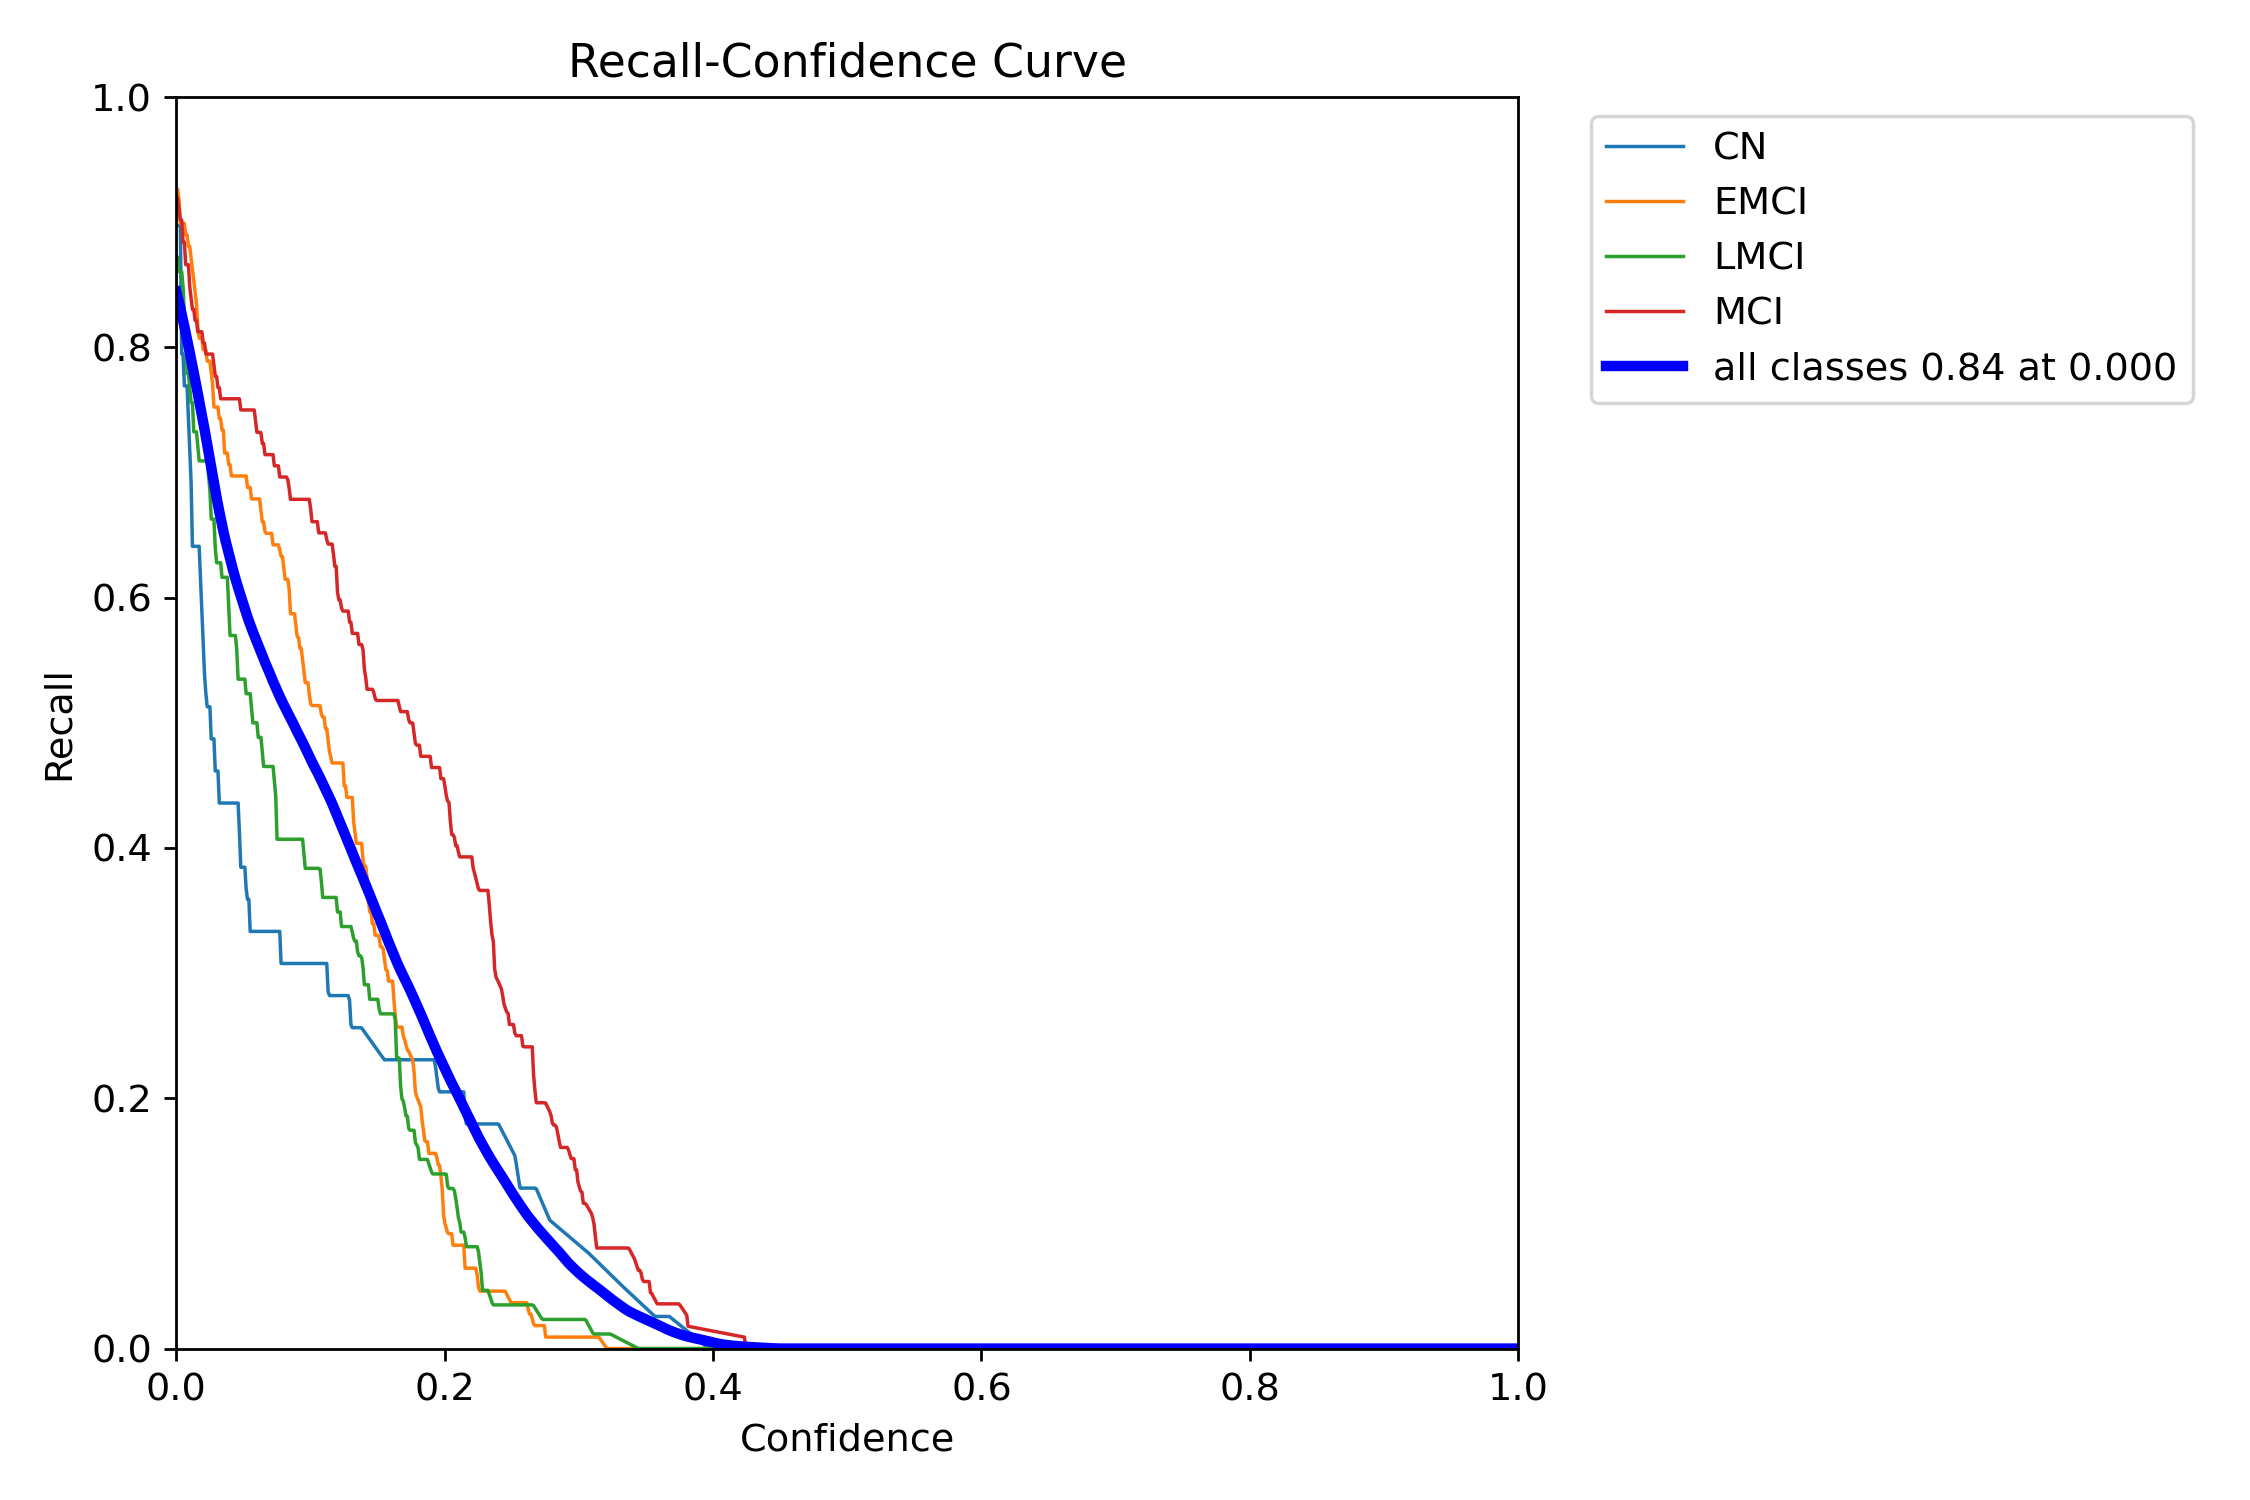 Recall-Confidence Curve
1.0
0.8
0.6
0.4
0.2
0.0
Recall
0.0 0.2 0.4 0.6 0.8 1.0
Confidence
CN
EMCI
LMCI
MCI
all classes 0.84 at 0.000